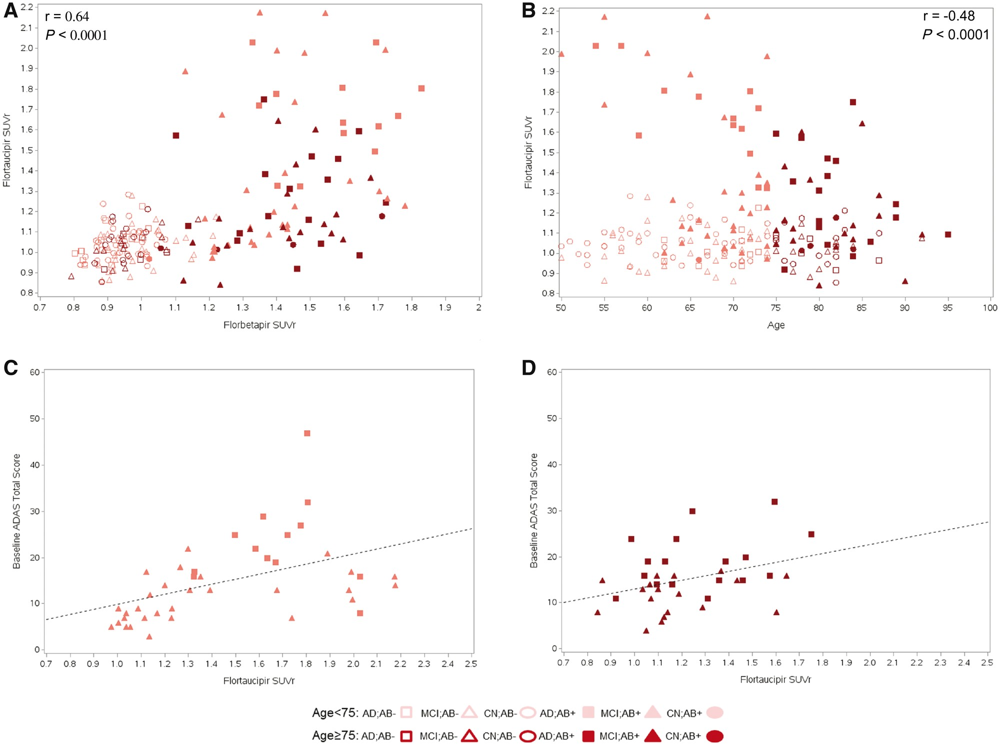 A
r = 0.64
P < 0.0001
2.2
2.1
2.0
1.9
1.8
1.7
1.6
1.5
1.4
1.3
1.2
1.1
1.0
0.9
0.8
Flortaucipir SUVr
0.7 0.8 0.9 1 1.1 1.2 1.3 1.4 1.5 1.6 1.7 1.8 1.9 2
Florbetapir SUVr
B
r = -0.48
P < 0.0001
2.2
2.1
2.0
1.9
1.8
1.7
1.6
1.5
1.4
1.3
1.2
1.1
1.0
0.9
0.8
Flortaucipir SUVr
50 55 60 65 70 75 80 85 90 95 100
Age
C
60
50
40
30
20
10
0
Baseline ADAS Total Score
0.7 0.8 0.9 1.0 1.1 1.2 1.3 1.4 1.5 1.6 1.7 1.8 1.9 2.0 2.1 2.2 2.3 2.4 2.5
Flortaucipir SUVr
D
60
50
40
30
20
10
0
Baseline ADAS Total Score
0.7 0.8 0.9 1.0 1.1 1.2 1.3 1.4 1.5 1.6 1.7 1.8 1.9 2.0 2.1 2.2 2.3 2.4 2.5
Flortaucipir SUVr
Age<75: AD;AB- MCI;AB- CN;AB- AD;AB+ MCI;AB+ CN;AB+
Age≥75: AD;AB- MCI;AB- CN;AB- AD;AB+ MCI;AB+ CN;AB+